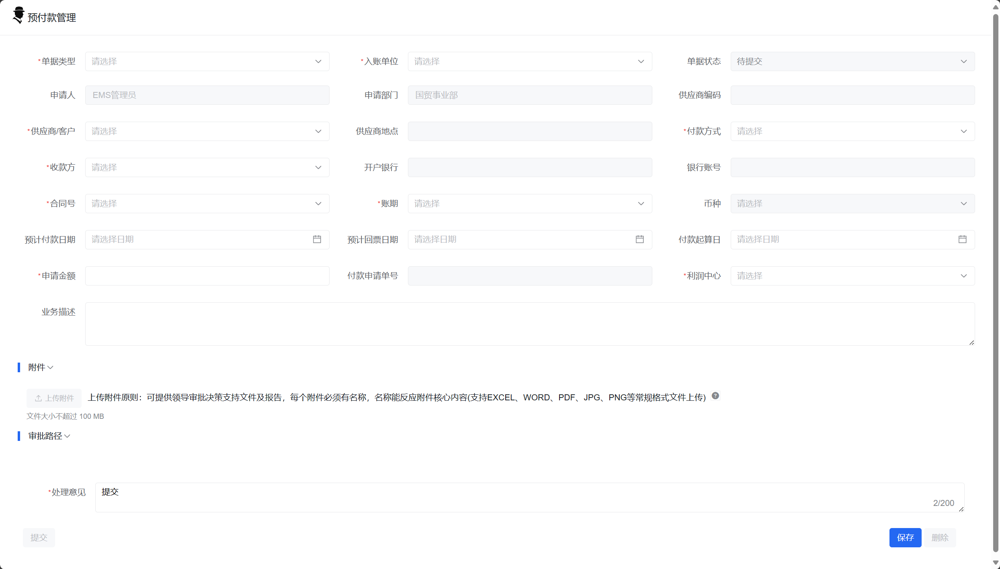 预付款管理
*单据类型 请选择 *入账单位 请选择 单据状态 待提交
申请人 EMS管理员 申请部门 国贸事业部 供应商编码
*供应商/客户 请选择 供应商地点 *付款方式 请选择
*收款方 请选择 开户银行 银行账号
*合同号 请选择 *账期 请选择 币种 请选择
预计付款日期 请选择日期 预计回票日期 请选择日期 付款起算日 请选择日期
*申请金额 付款申请单号 *利润中心 请选择
业务描述
附件
上传附件 上传附件原则：可提供领导审批决策支持文件及报告，每个附件必须有名称，名称能反应附件核心内容(支持EXCEL、WORD、PDF、JPG、PNG等常规格式文件上传) ?
文件大小不超过 100 MB
审批路径
*处理意见 提交
2/200
提交 保存 删除